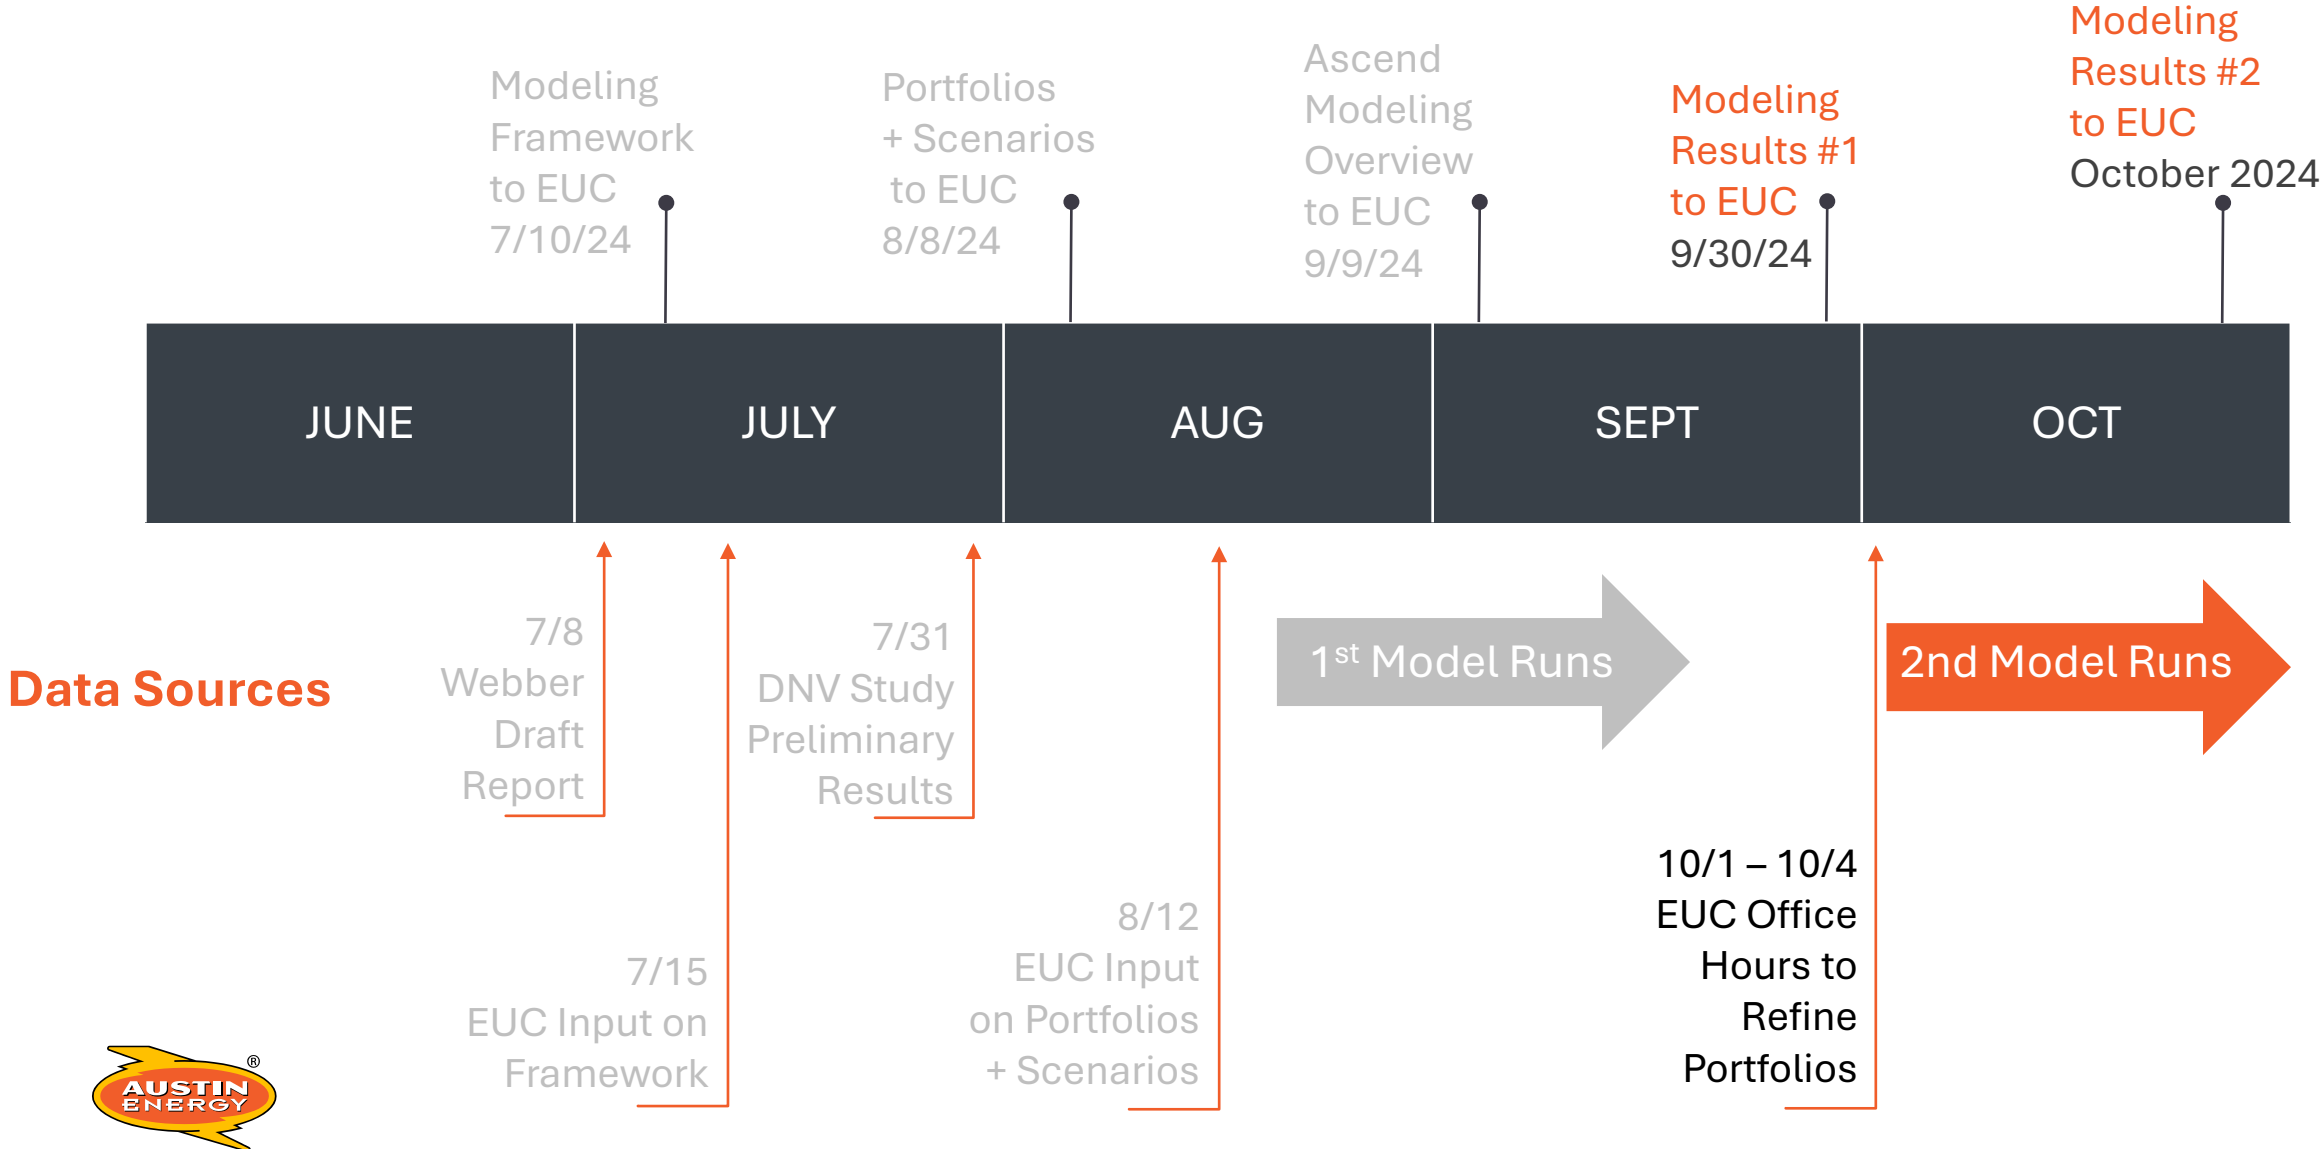 Modeling
Framework
to EUC
7/10/24
Portfolios
+ Scenarios
to EUC
8/8/24
Ascend
Modeling
Overview
to EUC
9/9/24
Modeling
Results #1
to EUC
9/30/24
Modeling
Results #2
to EUC
October 2024
JUNE
JULY
AUG
SEPT
OCT
Data Sources
7/8
Webber
Draft
Report
7/15
EUC Input on
Framework
7/31
DNV Study
Preliminary
Results
8/12
EUC Input
on Portfolios
+ Scenarios
1st Model Runs
10/1 – 10/4
EUC Office
Hours to
Refine
Portfolios
2nd Model Runs
AUSTIN
ENERGY
®